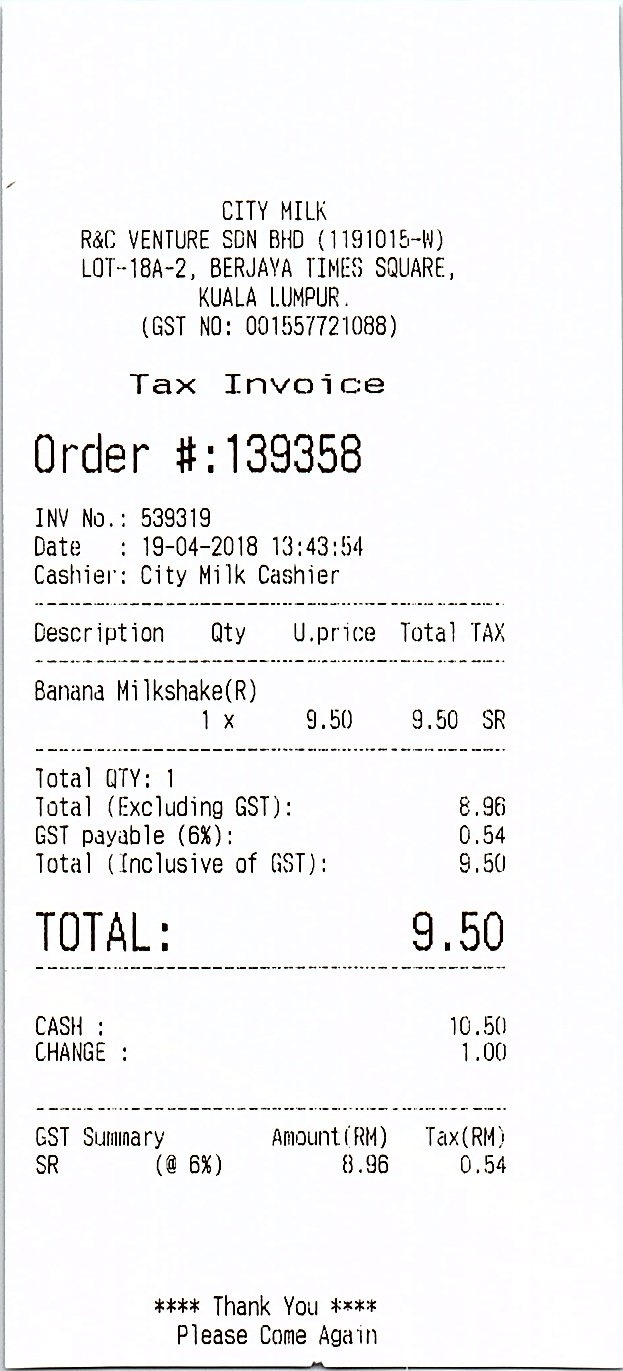 CITY MILK
R&C VENTURE SDN BHD (1191015-W)
LOT-18A-2, BERJAYA TIMES SQUARE,
KUALA LUMPUR.
(GST NO: 001557721088)
Tax Invoice
Order #:139358
INV No.: 539319
Date : 19-04-2018 13:43:54
Cashier: City Milk Cashier
Description Qty U.price Total TAX
Banana Milkshake(R)
1 x 9.50 9.50 SR
Total QTY: 1
Total (Excluding GST): 8.96
GST payable (6%): 0.54
Total (Inclusive of GST): 9.50
TOTAL: 9.50
CASH : 10.50
CHANGE : 1.00
GST Summary Amount(RM) Tax(RM)
SR (@ 6%) 8.96 0.54
**** Thank You ****
Please Come Again